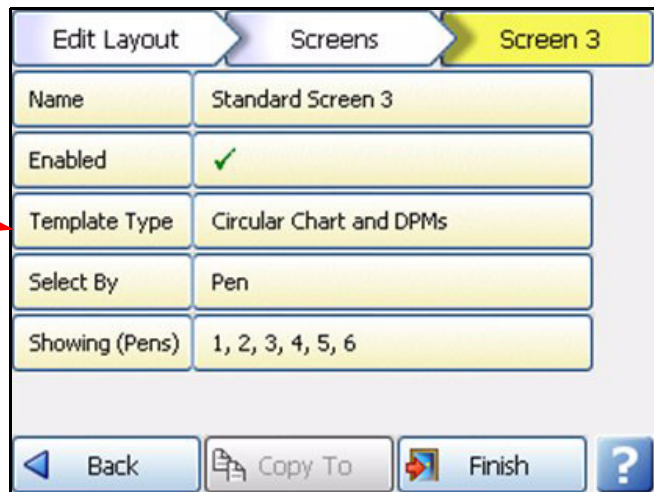 Edit Layout Screens Screen 3
Name Standard Screen 3
Enabled ✓
Template Type Circular Chart and DPMs
Select By Pen
Showing (Pens) 1, 2, 3, 4, 5, 6
Back Copy To Finish ?